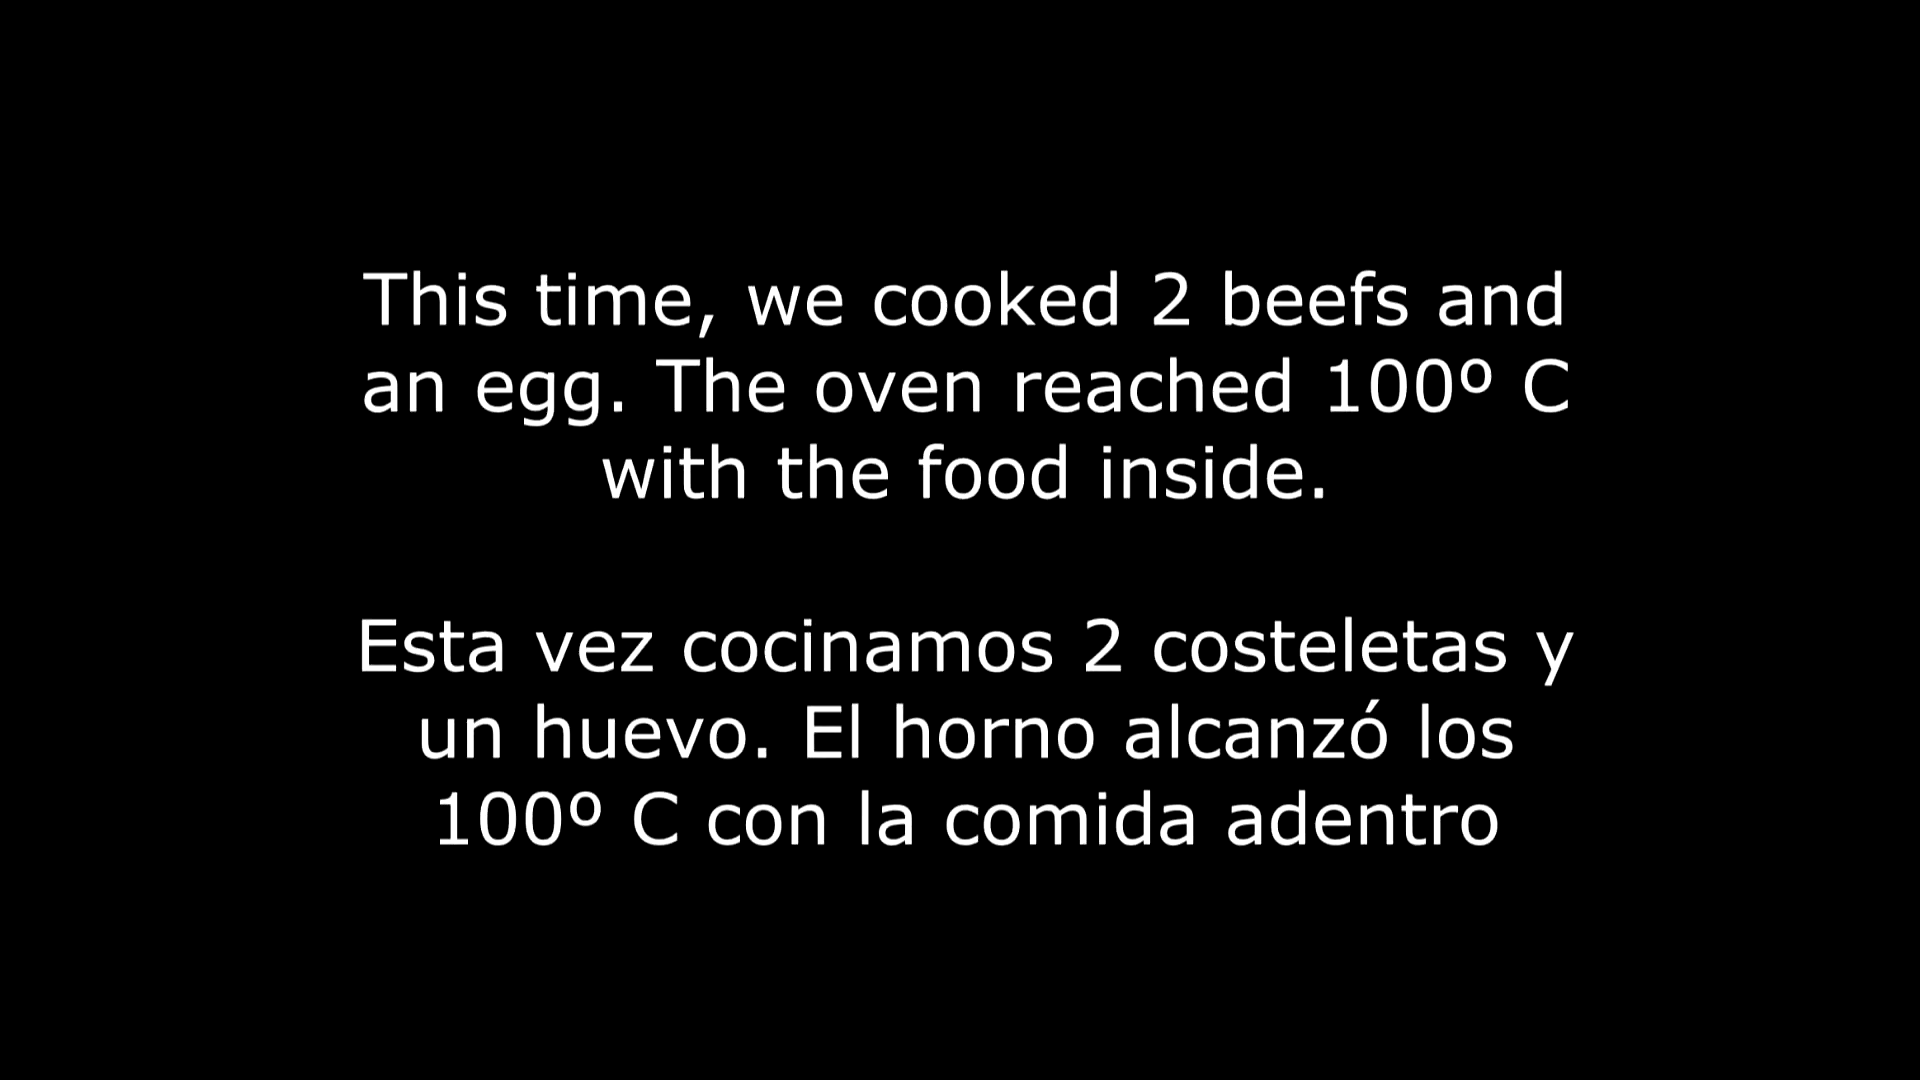 This time, we cooked 2 beefs and
an egg. The oven reached 100º C
with the food inside.
Esta vez cocinamos 2 costeletas y
un huevo. El horno alcanzó los
100º C con la comida adentro